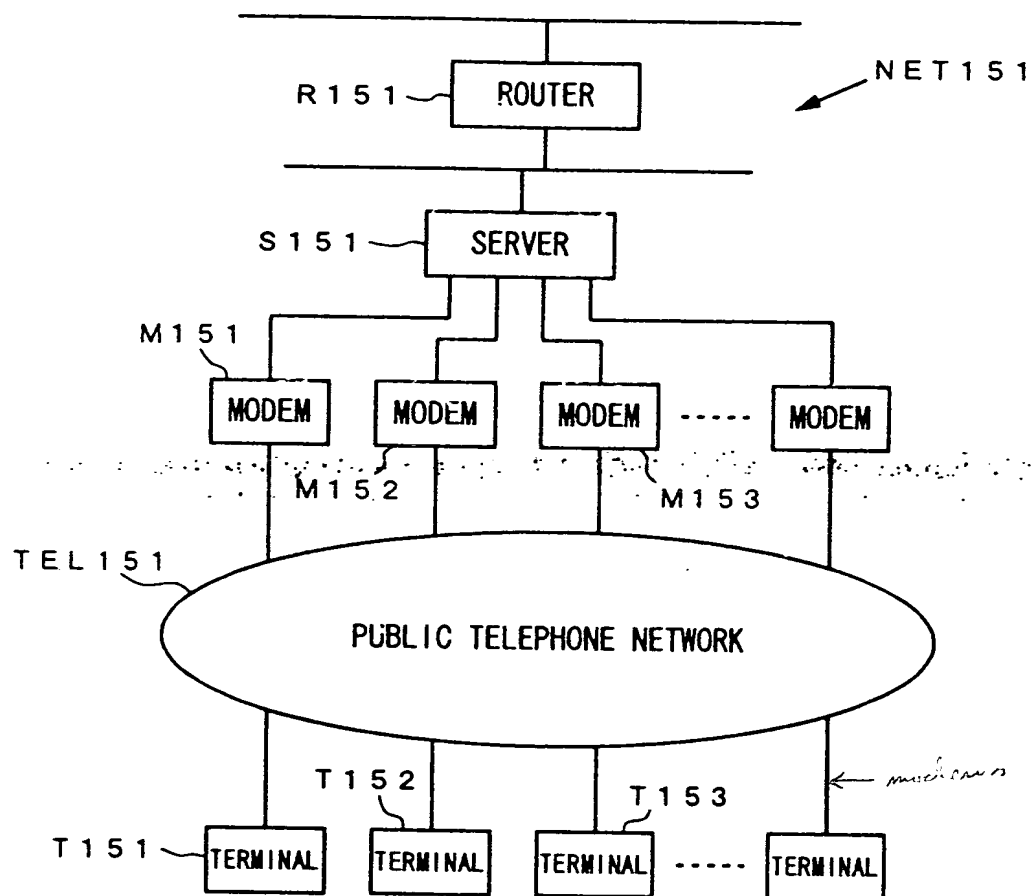 NET151
R151
ROUTER
S151
SERVER
M151
MODEM
MODEM
MODEM
MODEM
M152
M153
TEL151
PUBLIC TELEPHONE NETWORK
T152
T153
T151
TERMINAL
TERMINAL
TERMINAL
TERMINAL